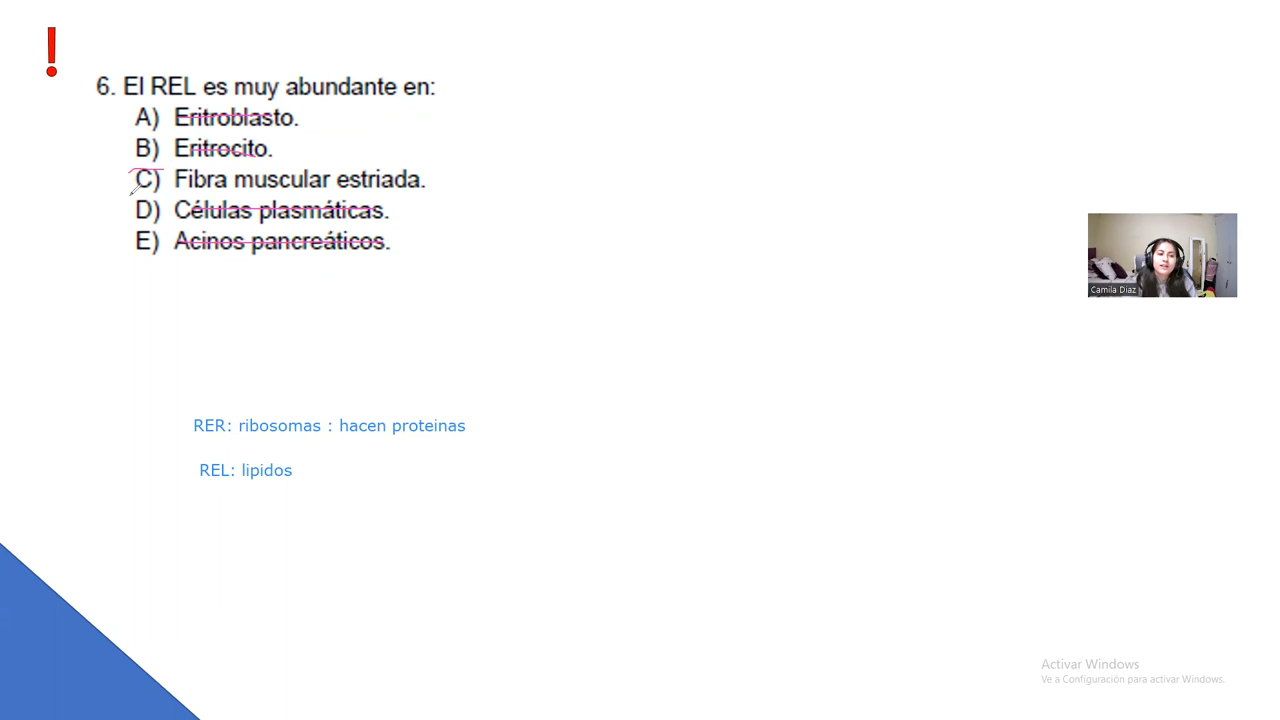 !
6. El REL es muy abundante en:
A) Eritroblasto.
B) Eritrocito.
C) Fibra muscular estriada.
D) Células plasmáticas.
E) Acinos pancreáticos.
Camila Diaz
RER: ribosomas : hacen proteinas
REL: lipidos
Activar Windows
Ve a Configuración para activar Windows.